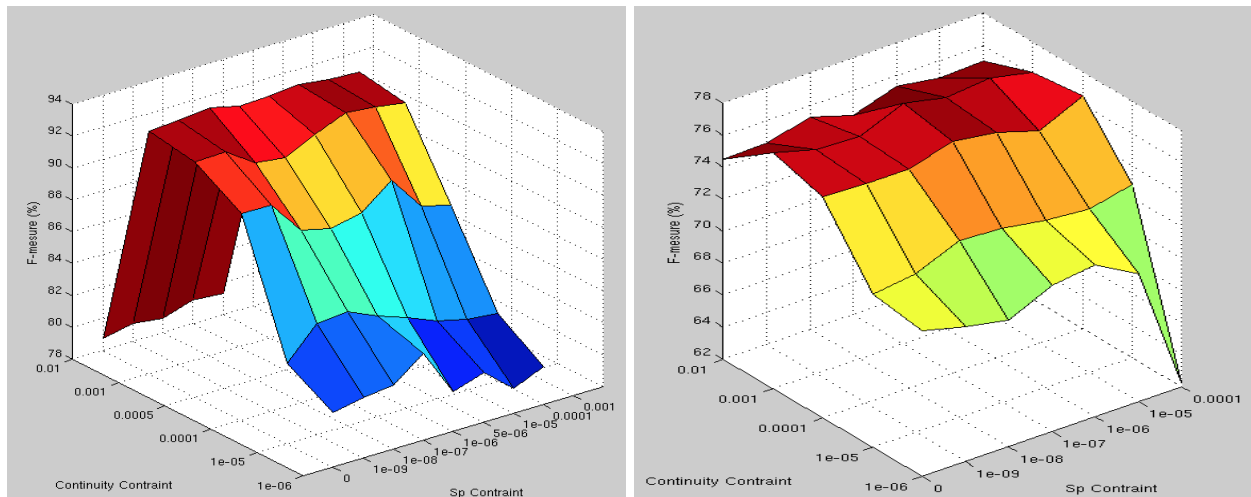 94
92
90
88
86
84
82
80
78
F-mesure (%)
0.01
0.001
0.0005
0.0001
1e-05
1e-06
Continuity Contraint
0
1e-09
1e-08
1e-07
1e-06
5e-06
1e-05
0.0001
0.001
Sp Contraint
78
76
74
72
70
68
66
64
62
F-mesure (%)
0.01
0.001
0.0001
1e-05
1e-06
Continuity Contraint
0
1e-09
1e-08
1e-07
1e-06
1e-05
0.0001
Sp Contraint